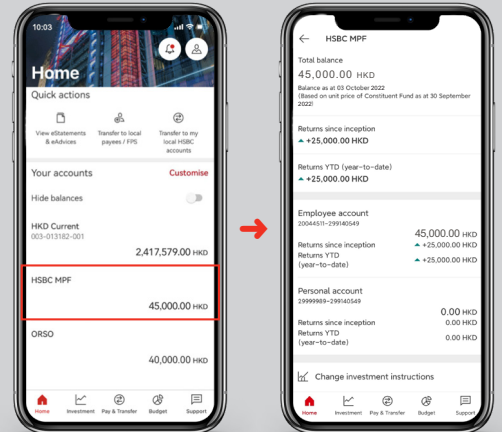 10:03
Home
Quick actions
View eStatements
& eAdvices
Transfer to local
payees / FPS
Transfer to my
local HSBC
accounts
Your accounts
Customise
Hide balances
HKD Current
003-013182-001
2,417,579.00 HKD
HSBC MPF
45,000.00 HKD
ORSO
40,000.00 HKD
Home
Investment
Pay & Transfer
Budget
Support
HSBC MPF
Total balance
45,000.00 HKD
Balance as at 03 October 2022
(Based on unit price of Constituent Fund as at 30 September
2022)
Returns since inception
+25,000.00 HKD
Returns YTD (year-to-date)
+25,000.00 HKD
Employee account
20044511-299140549
45,000.00 HKD
Returns since inception
+25,000.00 HKD
Returns YTD
(year-to-date)
+25,000.00 HKD
Personal account
29999989-299140549
0.00 HKD
Returns since inception
0.00 HKD
Returns YTD
(year-to-date)
0.00 HKD
Change investment instructions
Home
Investment
Pay & Transfer
Budget
Support